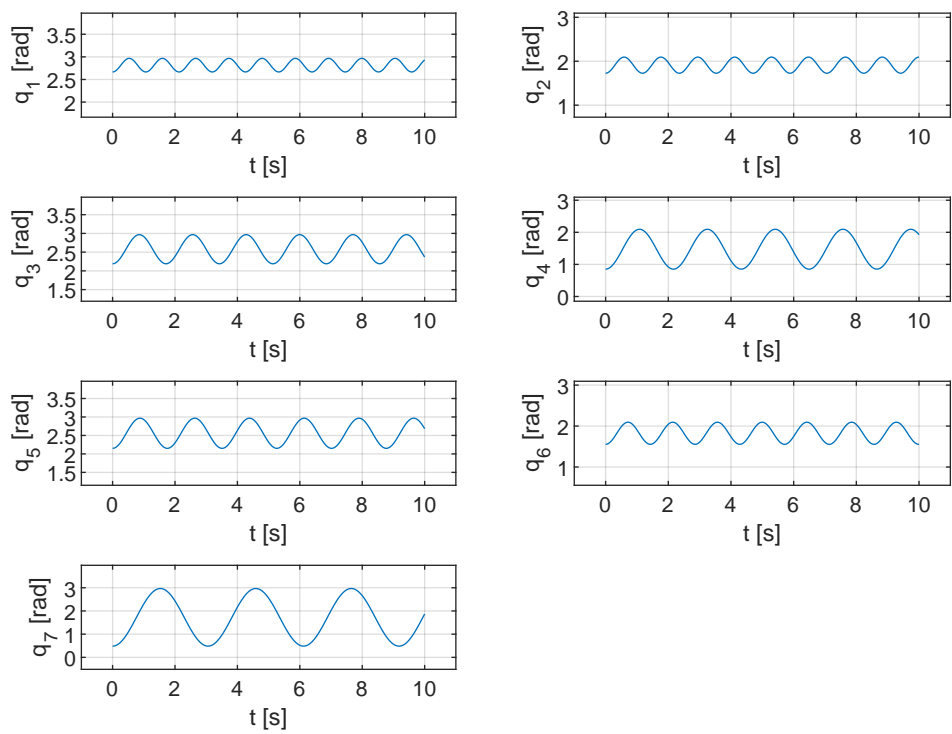 q1 [rad]
3.5
3
2.5
2
0 2 4 6 8 10
t [s]
q2 [rad]
3
2
1
0 2 4 6 8 10
t [s]
q3 [rad]
3.5
3
2.5
2
1.5
0 2 4 6 8 10
t [s]
q4 [rad]
3
2
1
0
0 2 4 6 8 10
t [s]
q5 [rad]
3.5
3
2.5
2
1.5
0 2 4 6 8 10
t [s]
q6 [rad]
3
2
1
0 2 4 6 8 10
t [s]
q7 [rad]
3
2
1
0
0 2 4 6 8 10
t [s]